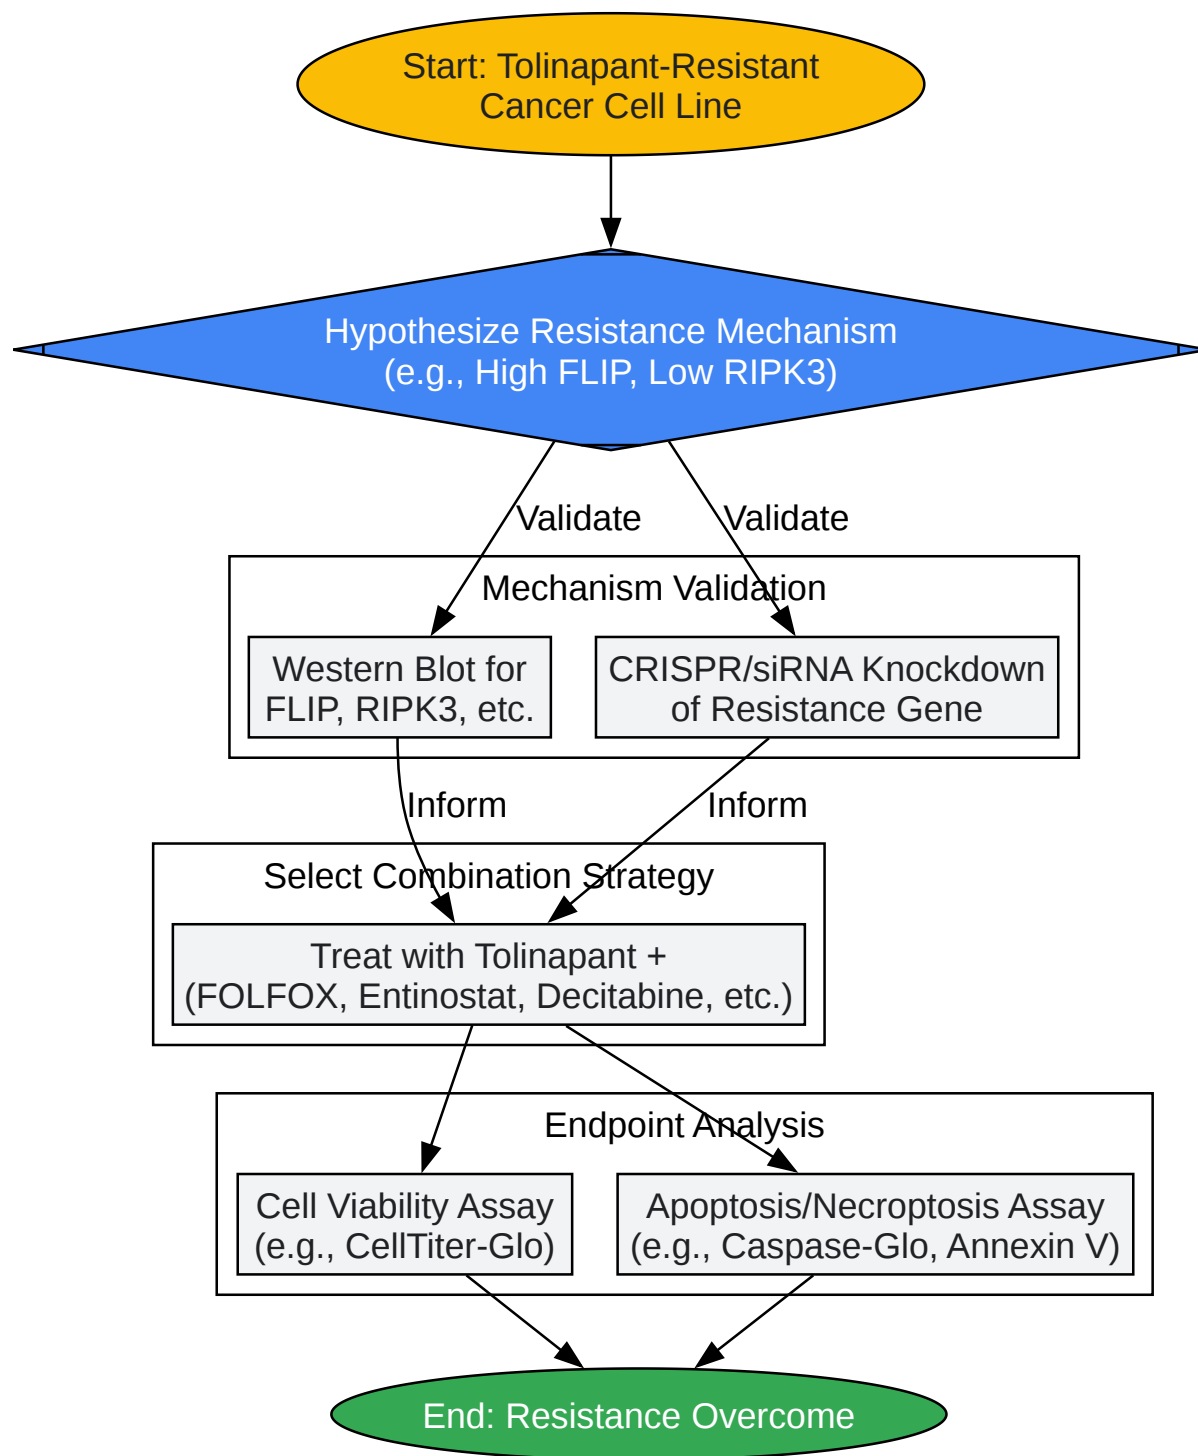 Start: Tolinapant-Resistant
Cancer Cell Line
Hypothesize Resistance Mechanism
(e.g., High FLIP, Low RIPK3)
Validate
Validate
Mechanism Validation
Western Blot for
FLIP, RIPK3, etc.
CRISPR/siRNA Knockdown
of Resistance Gene
Inform
Inform
Select Combination Strategy
Treat with Tolinapant +
(FOLFOX, Entinostat, Decitabine, etc.)
Endpoint Analysis
Cell Viability Assay
(e.g., CellTiter-Glo)
Apoptosis/Necroptosis Assay
(e.g., Caspase-Glo, Annexin V)
End: Resistance Overcome